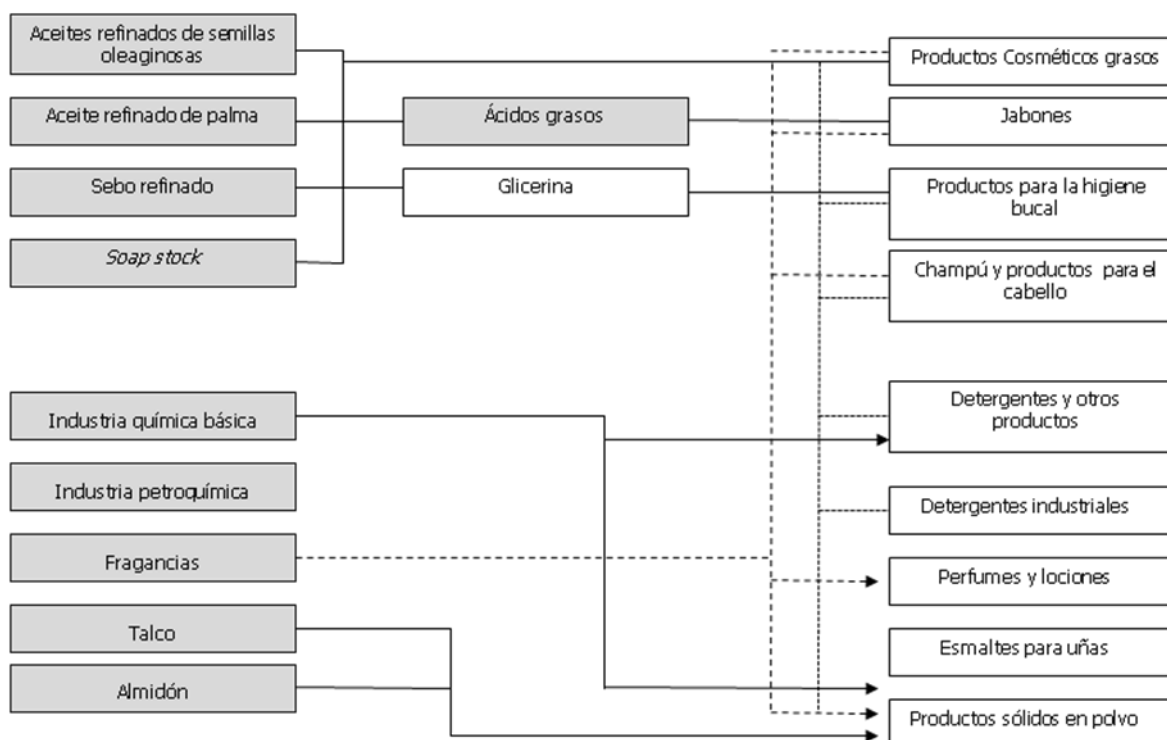 Aceites refinados de semillas
oleaginosas
Aceite refinado de palma
Sebo refinado
Soap stock
Industria química básica
Industria petroquímica
Fragancias
Talco
Almidón
Ácidos grasos
Glicerina
Productos Cosméticos grasos
Jabones
Productos para la higiene
bucal
Champú y productos para el
cabello
Detergentes y otros
productos
Detergentes industriales
Perfumes y lociones
Esmaltes para uñas
Productos sólidos en polvo